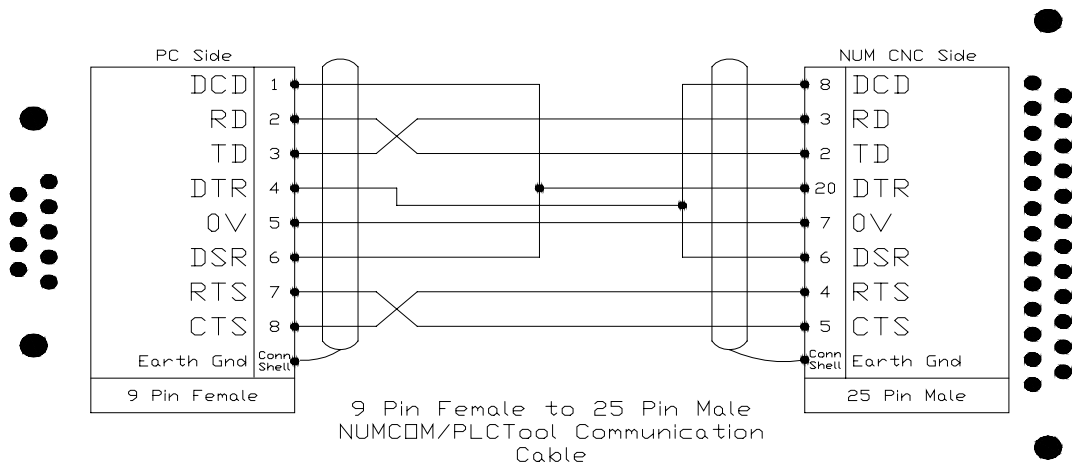 PC Side
DCD 1
RD 2
TD 3
DTR 4
0V 5
DSR 6
RTS 7
CTS 8
Earth Gnd Conn Shell
9 Pin Female
NUM CNC Side
8 DCD
3 RD
2 TD
20 DTR
7 0V
6 DSR
4 RTS
5 CTS
Conn Shell Earth Gnd
25 Pin Male
9 Pin Female to 25 Pin Male
NUMCOM/PLCTool Communication
Cable